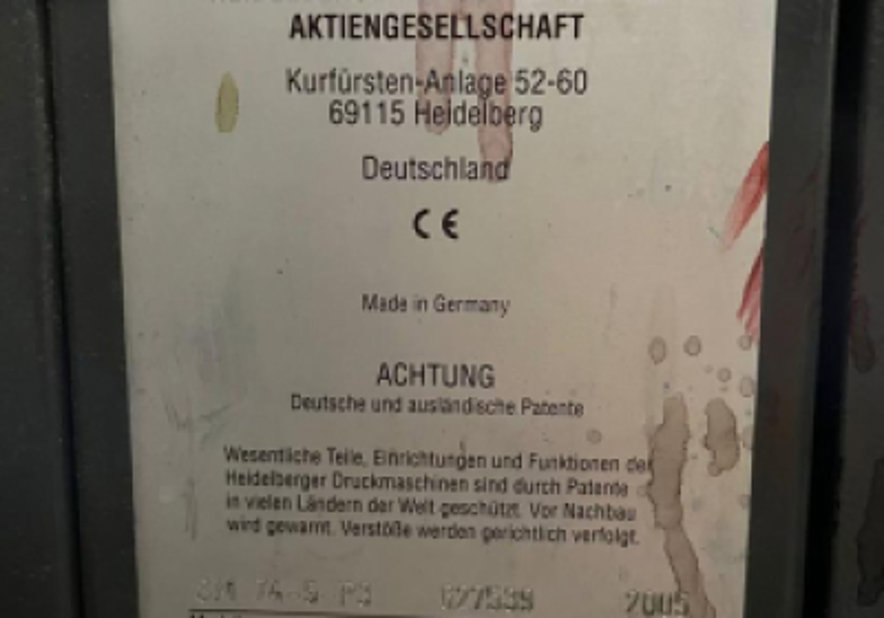 AKTIENGESELLSCHAFT
Kurfürsten-Anlage 52-60
69115 Heidelberg
Deutschland
CE
Made in Germany
ACHTUNG
Deutsche und ausländische Patente
Wesentliche Teile, Einrichtungen und Funktionen der
Heidelberger Druckmaschinen sind durch Patente
in vielen Ländern der Welt geschützt. Vor Nachbau
wird gewarnt. Verstöße werden gerichtlich verfolgt.
2005